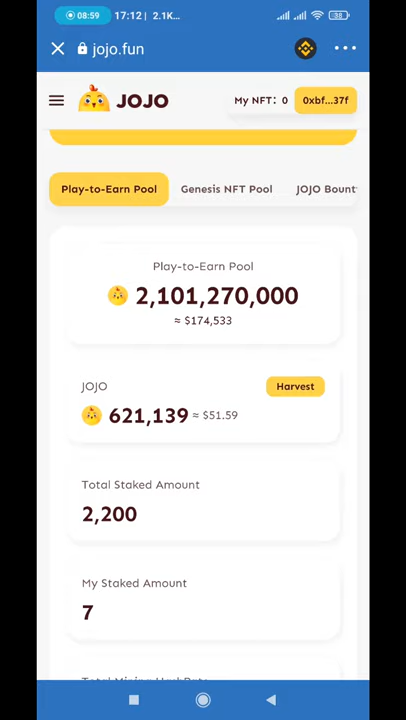 08:59 17:12 | 2.1K... 38
jojo.fun
JOJO My NFT: 0 0xbf...37f
Play-to-Earn Pool Genesis NFT Pool JOJO Bount
Play-to-Earn Pool
2,101,270,000
≈ $174,533
JOJO Harvest
621,139 ≈ $51.59
Total Staked Amount
2,200
My Staked Amount
7